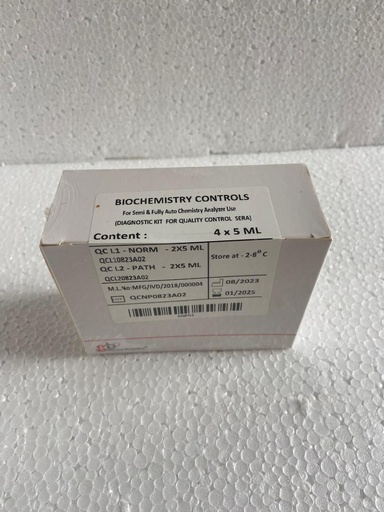 BIOCHEMISTRY CONTROLS
For Semi & Fully Auto Chemistry Analyzer Use
(DIAGNOSTIC KIT FOR QUALITY CONTROL SERA)
Content : 4 x 5 ML
QC L1 - NORM - 2X5 ML
QCL10823A02
QC L2 - PATH - 2X5 ML
QCL20823A02
Store at - 2-8° C
M.L.No-MFG/IVD/2018/000004
08/2023
QCNP0823A02
01/2025